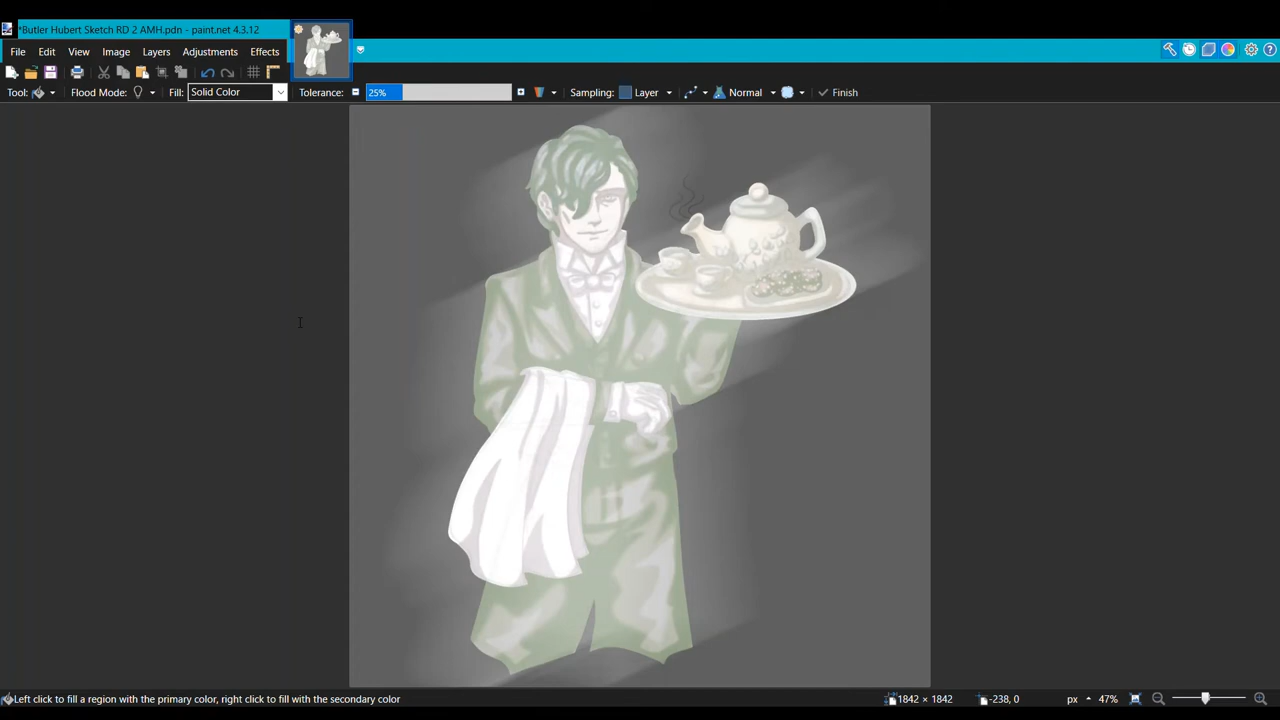 *Butler Hubert Sketch RD 2 AMH.pdn - paint.net 4.3.12
File Edit View Image Layers Adjustments Effects
Tool: Flood Mode: Fill: Solid Color Tolerance: 25% Sampling: Layer Normal Finish
Left click to fill a region with the primary color, right click to fill with the secondary color 1842 × 1842 -238, 0 px 47%